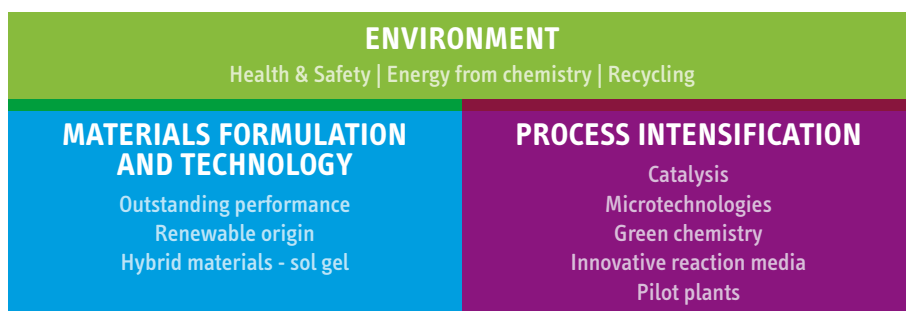 ENVIRONMENT
Health & Safety | Energy from chemistry | Recycling
MATERIALS FORMULATION
AND TECHNOLOGY
Outstanding performance
Renewable origin
Hybrid materials - sol gel
PROCESS INTENSIFICATION
Catalysis
Microtechnologies
Green chemistry
Innovative reaction media
Pilot plants